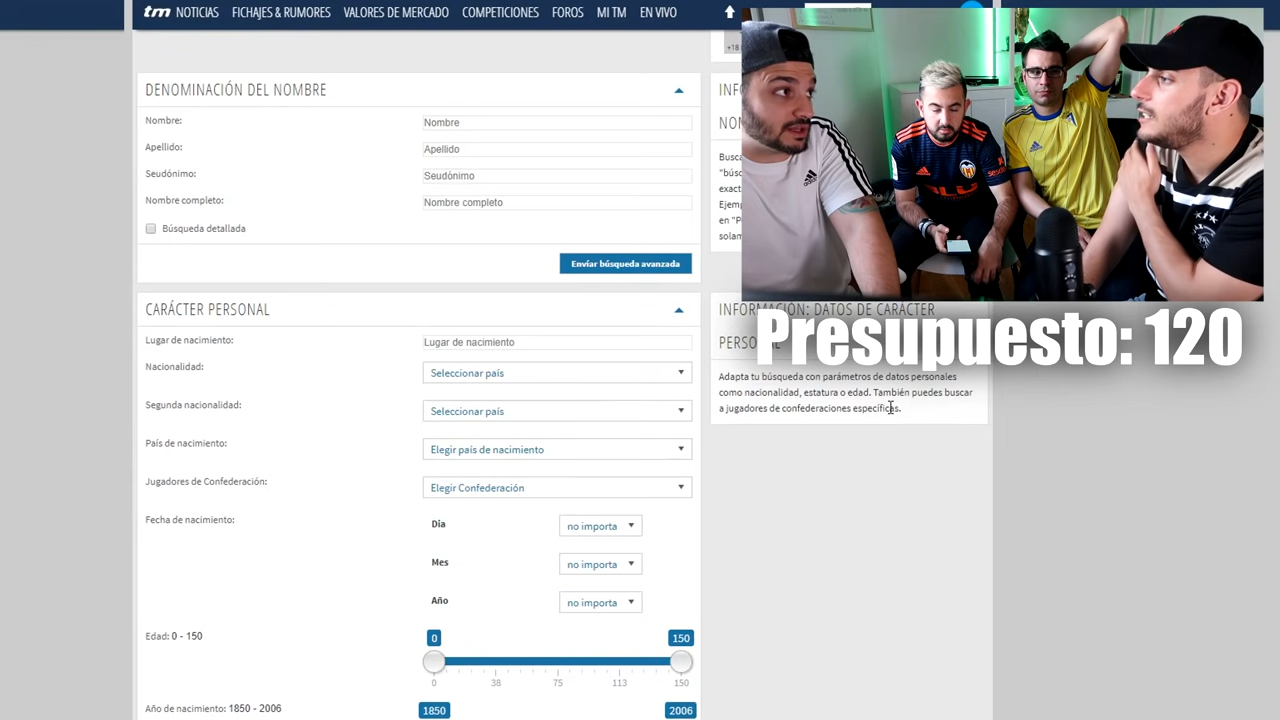 tm NOTICIAS FICHAJES & RUMORES VALORES DE MERCADO COMPETICIONES FOROS MI TM EN VIVO
+18
DENOMINACIÓN DEL NOMBRE
Nombre:
Nombre
Apellido:
Apellido
Seudónimo:
Seudónimo
Nombre completo:
Nombre completo
Búsqueda detallada
Envíar búsqueda avanzada
CARÁCTER PERSONAL
Lugar de nacimiento:
Lugar de nacimiento
Nacionalidad:
Seleccionar país
Segunda nacionalidad:
Seleccionar país
País de nacimiento:
Elegir país de nacimiento
Jugadores de Confederación:
Elegir Confederación
Fecha de nacimiento:
Dia
no importa
Mes
no importa
Año
no importa
Edad: 0 - 150
0 150
0 38 75 113 150
Año de nacimiento: 1850 - 2006
1850 2006
Presupuesto: 120
INFORMACIÓN: DATOS DE CARÁCTER
Adapta tu búsqueda con parámetros de datos personales
como nacionalidad, estatura o edad. También puedes buscar
a jugadores de confederaciones específicas.